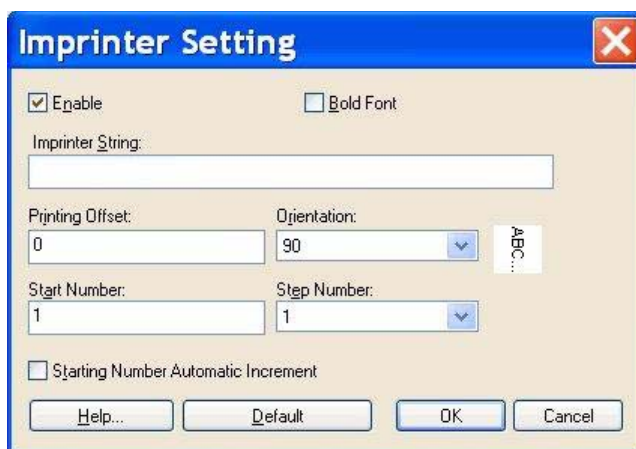 Imprinter Setting
Enable
Bold Font
Imprinter String:
Printing Offset:
Orientation:
0
90
ABC...
Start Number:
Step Number:
1
1
Starting Number Automatic Increment
Help...
Default
OK
Cancel